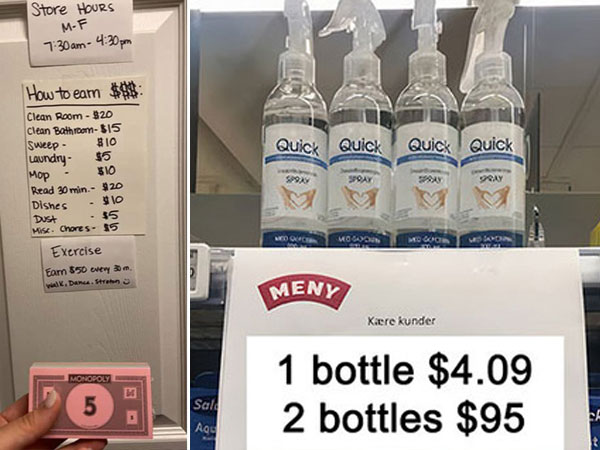 Store Hours
M-F
7:30am - 4:30pm
How to earn $$$:
Clean Room - $20
Clean Bathroom - $15
Sweep - $10
Laundry - $5
Mop - $10
Read 30 min. - $20
Dishes - $10
Dust - $5
Misc. Chores - $5
Exercise
Earn $50 every 30 m.
Walk, Dance, Stretch
MONOPOLY
5
Quick Quick Quick Quick
SPRAY SPRAY SPRAY SPRAY
MENY
Kære kunder
1 bottle $4.09
2 bottles $95